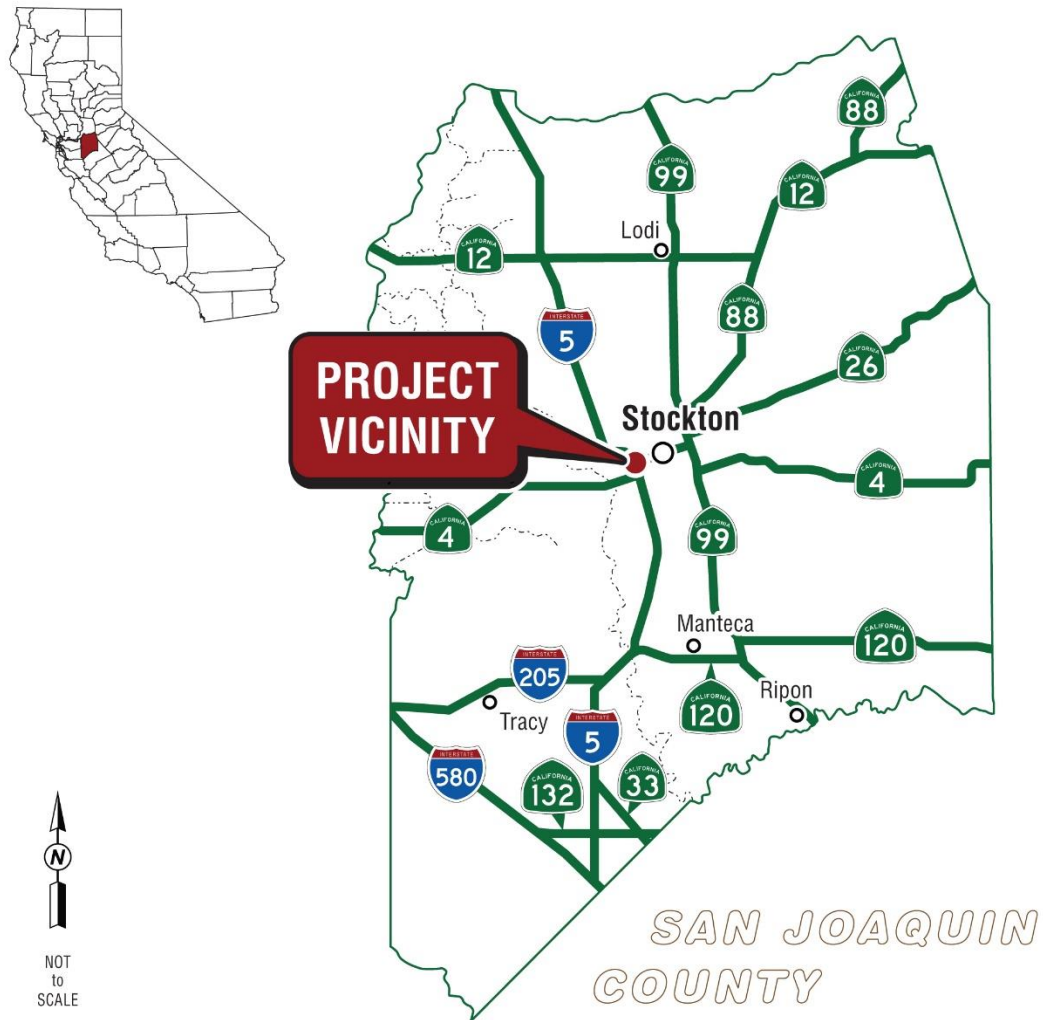 CALIFORNIA
88
CALIFORNIA
99
CALIFORNIA
12
Lodi
CALIFORNIA
12
CALIFORNIA
88
INTERSTATE
5
CALIFORNIA
26
PROJECT
VICINITY
Stockton
CALIFORNIA
4
CALIFORNIA
4
CALIFORNIA
99
Manteca
CALIFORNIA
120
INTERSTATE
205
Ripon
CALIFORNIA
120
Tracy
INTERSTATE
5
INTERSTATE
580
CALIFORNIA
132
CALIFORNIA
33
N
NOT
to
SCALE
SAN JOAQUIN
COUNTY